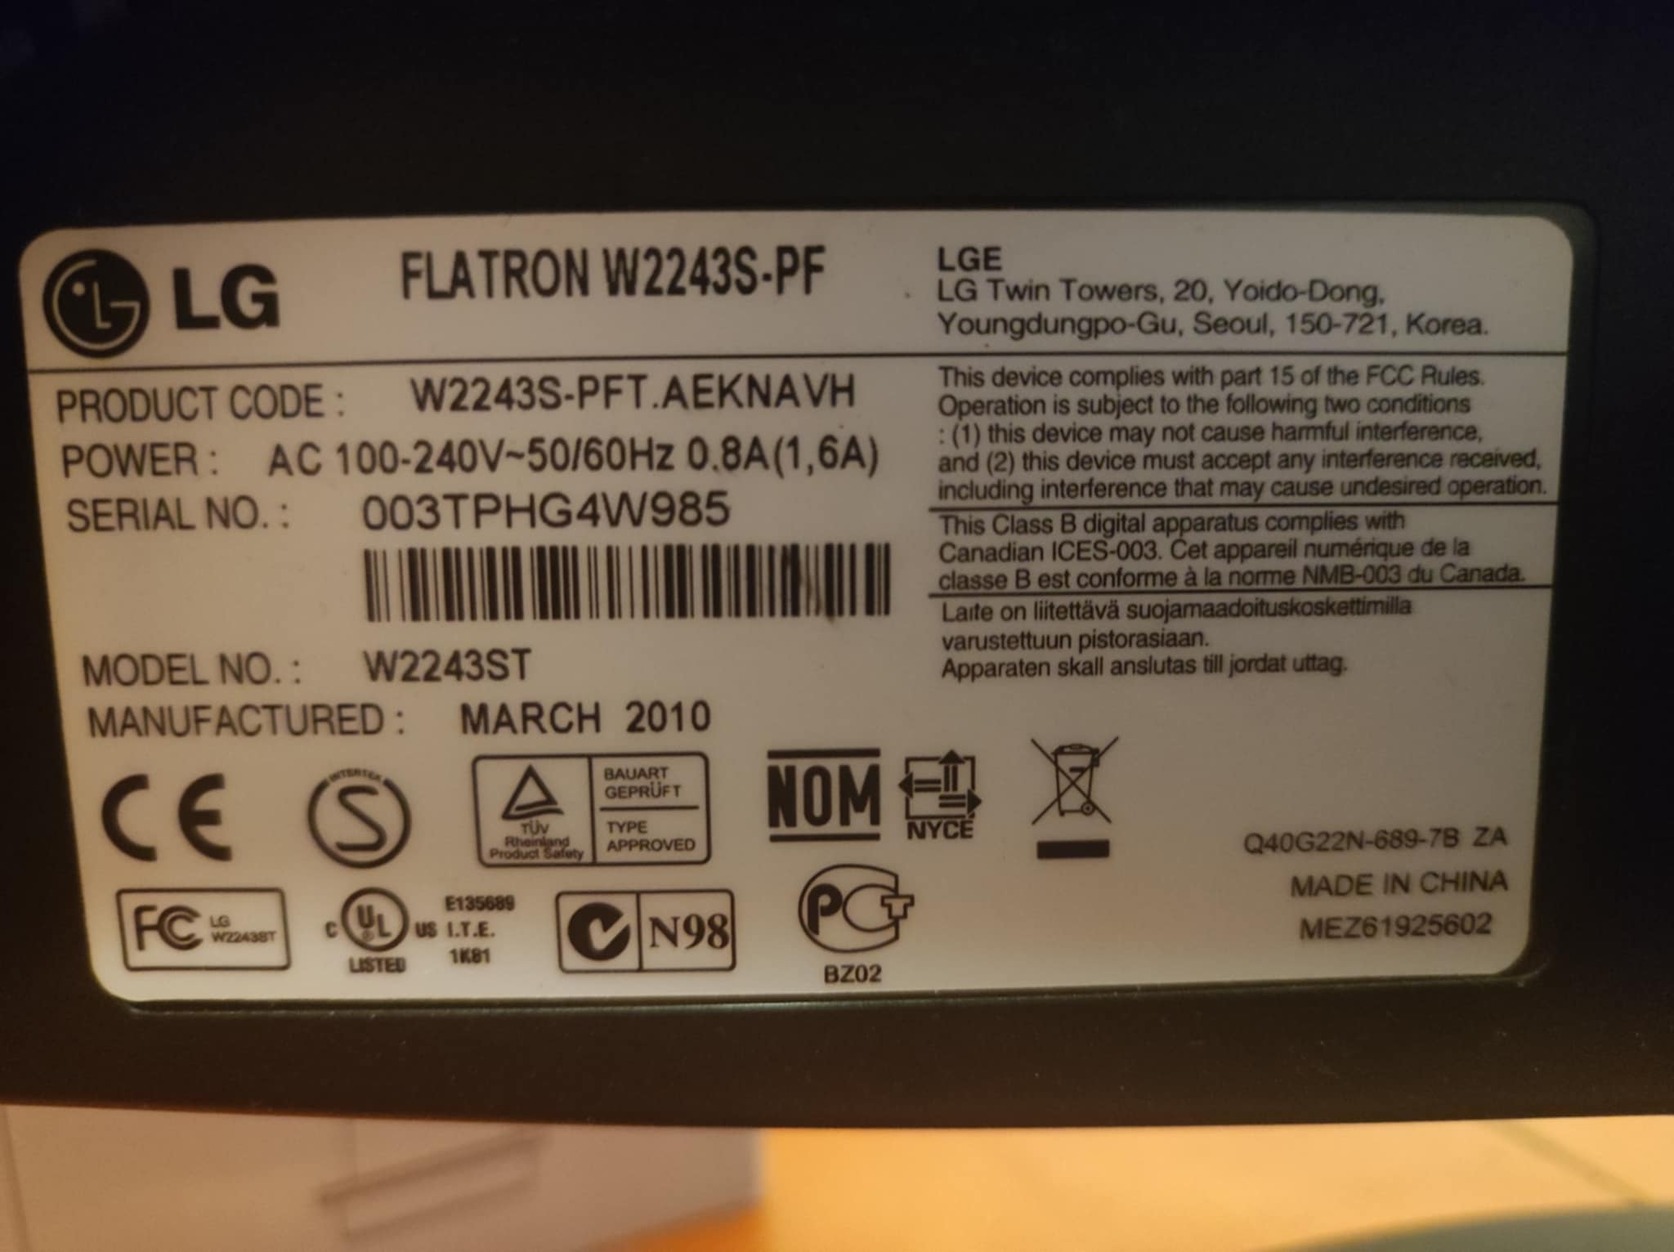 LG
FLATRON W2243S-PF
LGE
LG Twin Towers, 20, Yoido-Dong,
Youngdungpo-Gu, Seoul, 150-721, Korea.
PRODUCT CODE : W2243S-PFT.AEKNAVH
POWER : AC 100-240V~50/60Hz 0.8A(1,6A)
SERIAL NO. : 003TPHG4W985
MODEL NO. : W2243ST
MANUFACTURED : MARCH 2010
This device complies with part 15 of the FCC Rules.
Operation is subject to the following two conditions
: (1) this device may not cause harmful interference,
and (2) this device must accept any interference received,
including interference that may cause undesired operation.
This Class B digital apparatus complies with
Canadian ICES-003. Cet appareil numérique de la
classe B est conforme à la norme NMB-003 du Canada.
Laite on liitettävä suojamaadoituskoskettimilla
varustettuun pistorasiaan.
Apparaten skall anslutas till jordat uttag.
CE
INTERTEK
S
TÜV
Rheinland
Product Safety
BAUART
GEPRÜFT
TYPE
APPROVED
NOM
NYCE
Q40G22N-689-7B ZA
MADE IN CHINA
MEZ61925602
FC LG
W2243ST
C UL US
LISTED
E135689
I.T.E.
1K81
N98
PCT
BZ02